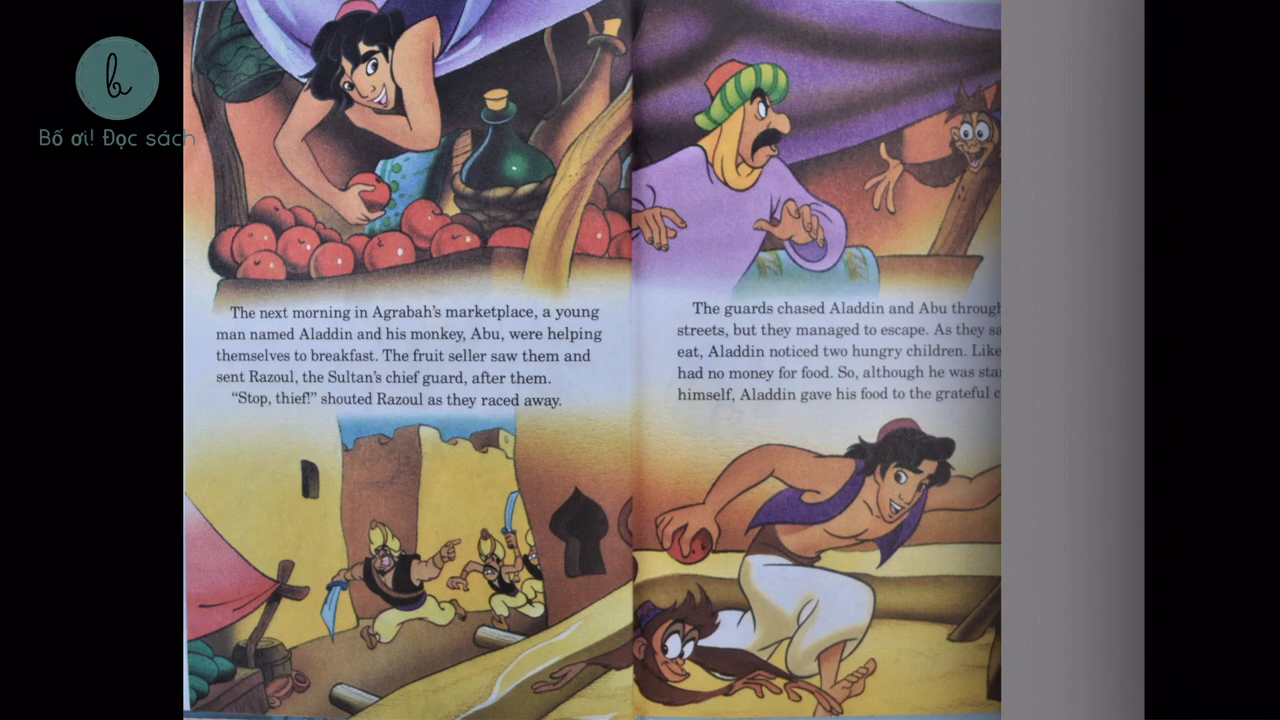 b
Bố ơi! Đọc sách
The next morning in Agrabah's marketplace, a young
man named Aladdin and his monkey, Abu, were helping
themselves to breakfast. The fruit seller saw them and
sent Razoul, the Sultan's chief guard, after them.
"Stop, thief!" shouted Razoul as they raced away.
The guards chased Aladdin and Abu through
streets, but they managed to escape. As they
eat, Aladdin noticed two hungry children. Like
had no money for food. So, although he was
himself, Aladdin gave his food to the grateful